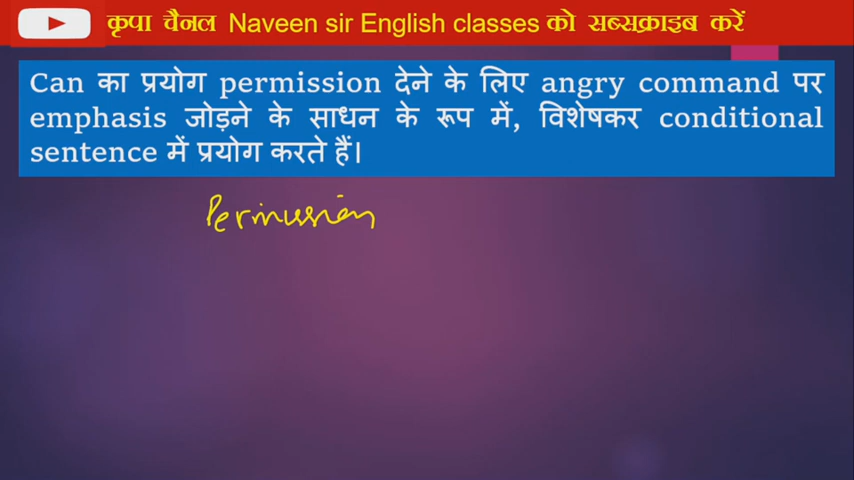 कृपा चैनल Naveen sir English classes को सब्सक्राइब करें
Can का प्रयोग permission देने के लिए angry command पर
emphasis जोड़ने के साधन के रूप में, विशेषकर conditional
sentence में प्रयोग करते हैं।
Permission